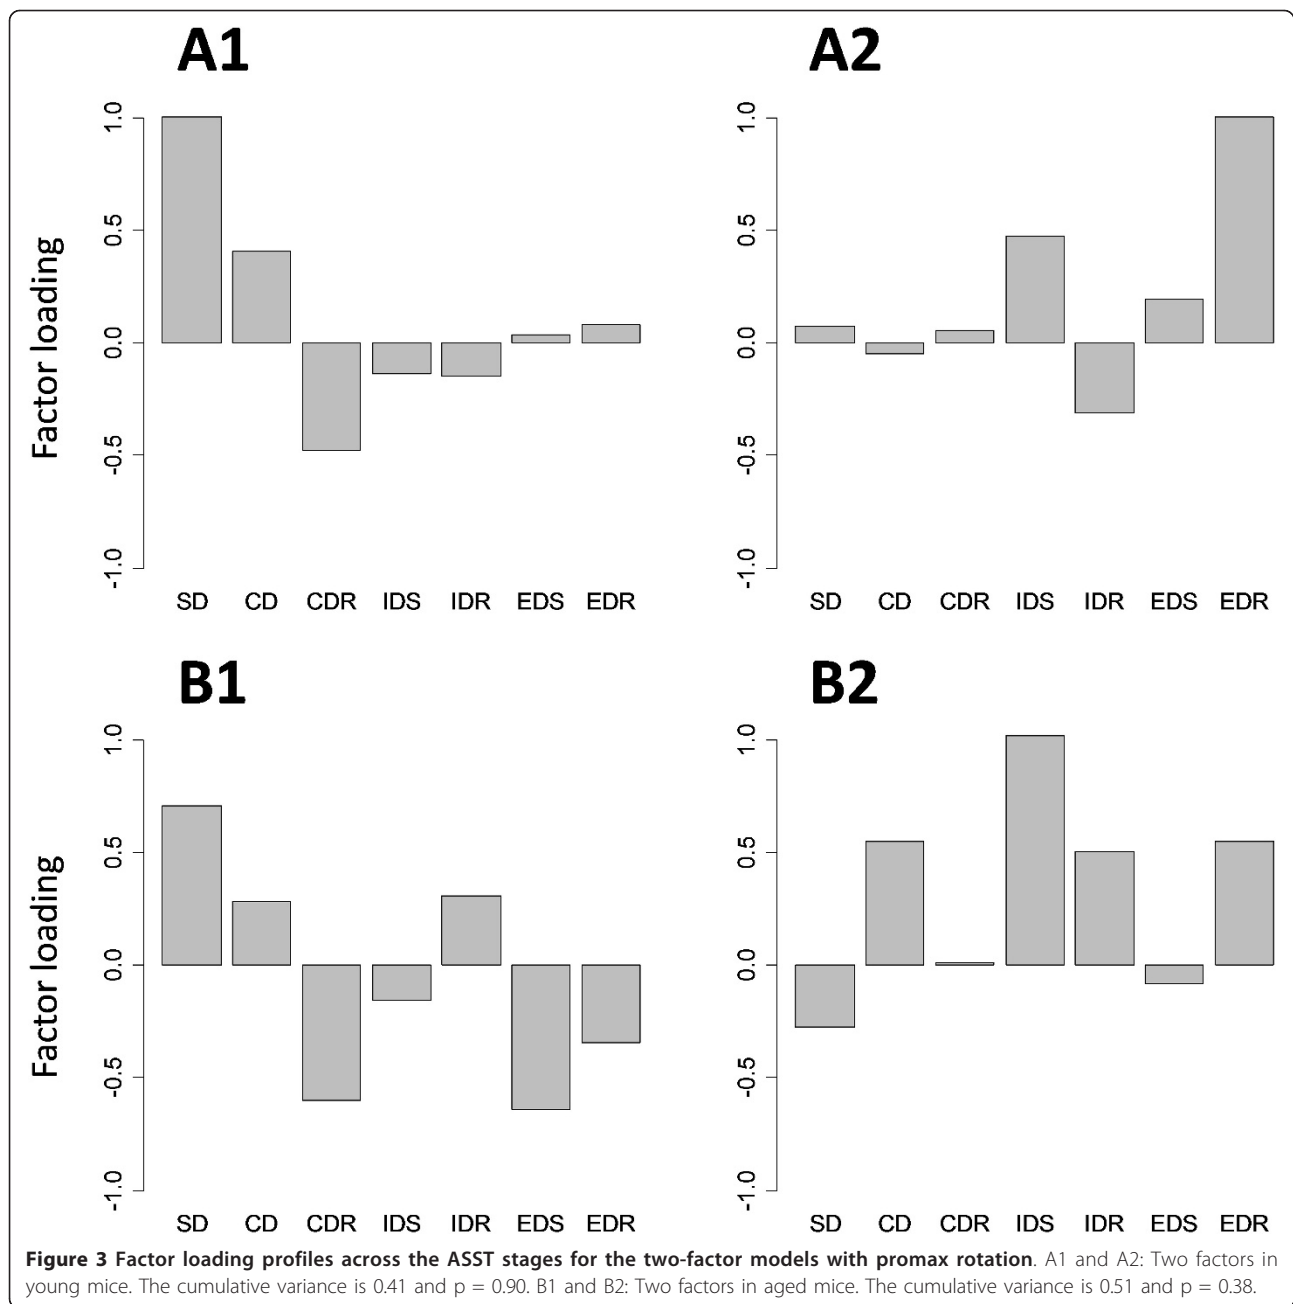 A1
A2
Factor loading
1.0
0.5
0.0
-0.5
-1.0
SD CD CDR IDS IDR EDS EDR
1.0
0.5
0.0
-0.5
-1.0
SD CD CDR IDS IDR EDS EDR
B1
B2
Factor loading
1.0
0.5
0.0
-0.5
-1.0
SD CD CDR IDS IDR EDS EDR
1.0
0.5
0.0
-0.5
-1.0
SD CD CDR IDS IDR EDS EDR
Figure 3 Factor loading profiles across the ASST stages for the two-factor models with promax rotation. A1 and A2: Two factors in
young mice. The cumulative variance is 0.41 and p = 0.90. B1 and B2: Two factors in aged mice. The cumulative variance is 0.51 and p = 0.38.